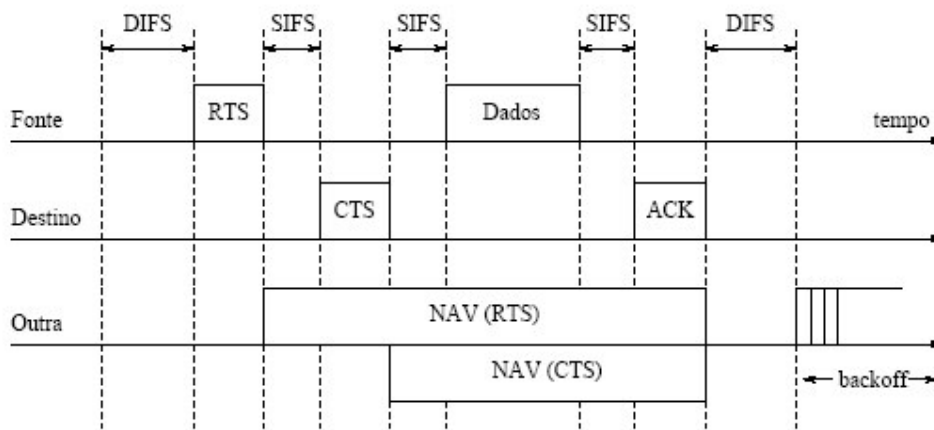 DIFS SIFS SIFS SIFS DIFS
Fonte RTS Dados tempo
Destino CTS ACK
Outra NAV (RTS)
NAV (CTS) backoff